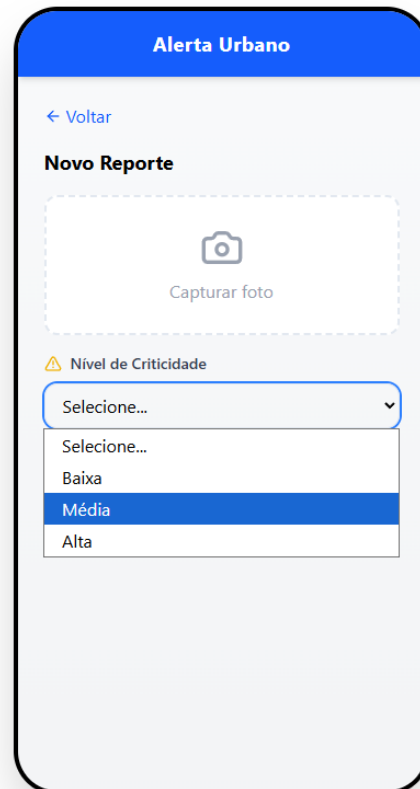 Alerta Urbano
← Voltar
Novo Reporte
Capturar foto
Nível de Criticidade
Selecione...
Selecione...
Baixa
Média
Alta